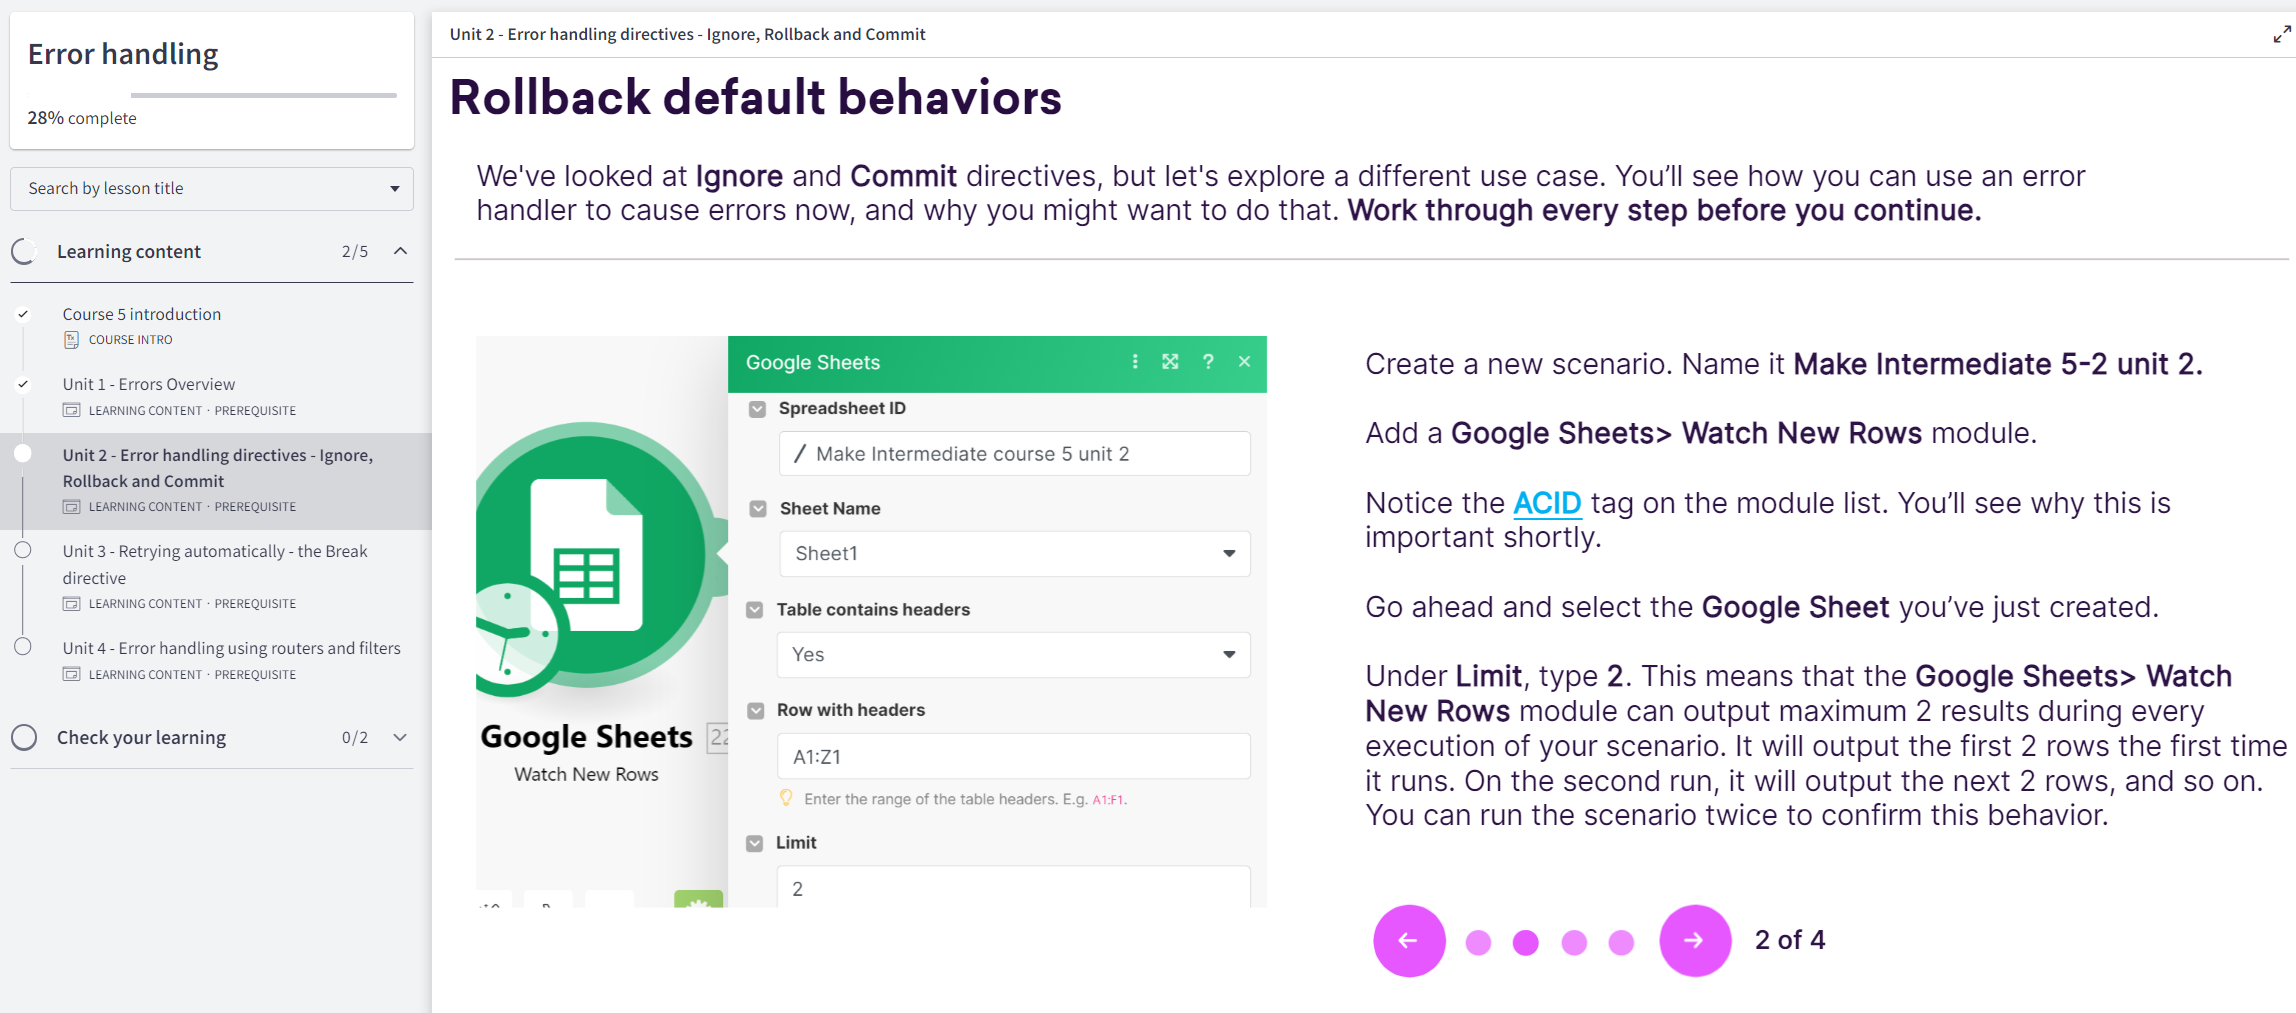 Error handling
28% complete
Search by lesson title
Learning content 2/5
Course 5 introduction
COURSE INTRO
Unit 1 - Errors Overview
LEARNING CONTENT · PREREQUISITE
Unit 2 - Error handling directives - Ignore,
Rollback and Commit
LEARNING CONTENT · PREREQUISITE
Unit 3 - Retrying automatically - the Break
directive
LEARNING CONTENT · PREREQUISITE
Unit 4 - Error handling using routers and filters
LEARNING CONTENT · PREREQUISITE
Check your learning 0/2
Unit 2 - Error handling directives - Ignore, Rollback and Commit
Rollback default behaviors
We've looked at Ignore and Commit directives, but let's explore a different use case. You’ll see how you can use an error
handler to cause errors now, and why you might want to do that. Work through every step before you continue.
Google Sheets
Spreadsheet ID
/ Make Intermediate course 5 unit 2
Sheet Name
Sheet1
Table contains headers
Yes
Row with headers
A1:Z1
Enter the range of the table headers. E.g. A1:F1.
Limit
2
Google Sheets 22
Watch New Rows
Create a new scenario. Name it Make Intermediate 5-2 unit 2.
Add a Google Sheets> Watch New Rows module.
Notice the ACID tag on the module list. You’ll see why this is
important shortly.
Go ahead and select the Google Sheet you’ve just created.
Under Limit, type 2. This means that the Google Sheets> Watch
New Rows module can output maximum 2 results during every
execution of your scenario. It will output the first 2 rows the first time
it runs. On the second run, it will output the next 2 rows, and so on.
You can run the scenario twice to confirm this behavior.
2 of 4